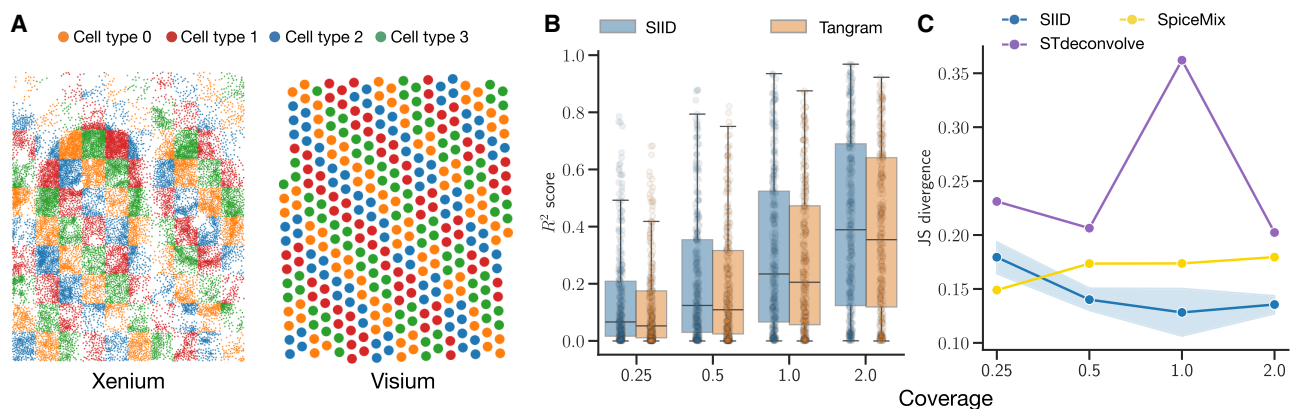 A
Cell type 0 Cell type 1 Cell type 2 Cell type 3
Xenium
Visium
B
SIID
Tangram
R² score
1.0
0.8
0.6
0.4
0.2
0.0
0.25
0.5
1.0
2.0
C
SIID
SpiceMix
STdeconvolve
JS divergence
0.35
0.30
0.25
0.20
0.15
0.10
0.25
0.5
1.0
2.0
Coverage